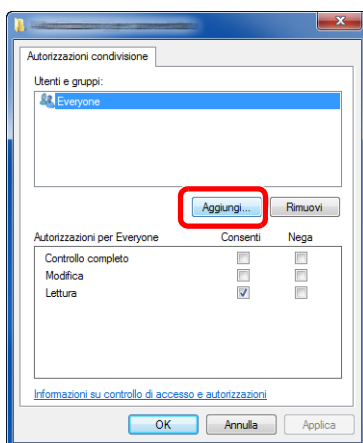 Autorizzazioni condivisione
Utenti e gruppi:
Everyone
Aggiungi... Rimuovi
Autorizzazioni per Everyone Consenti Nega
Controllo completo
Modifica
Lettura
Informazioni su controllo di accesso e autorizzazioni
OK Annulla Applica